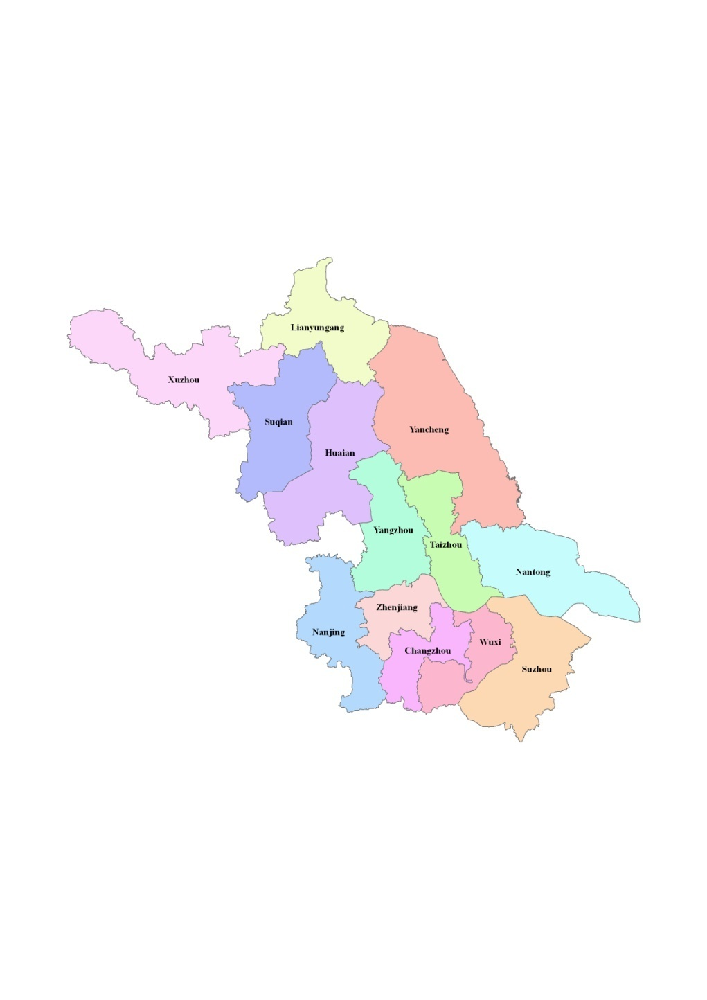 Lianyungang
Xuzhou
Suqian
Yancheng
Huaian
Yangzhou
Taizhou
Nantong
Zhenjiang
Nanjing
Wuxi
Changzhou
Suzhou